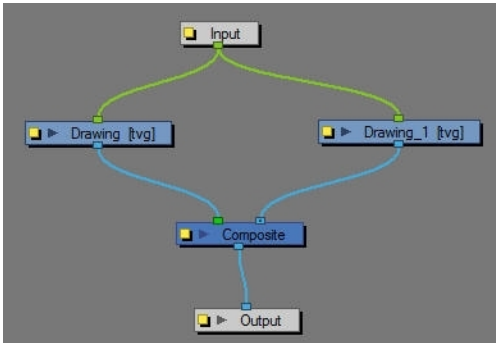 Input
Drawing [tvg]
Drawing_1 [tvg]
Composite
Output